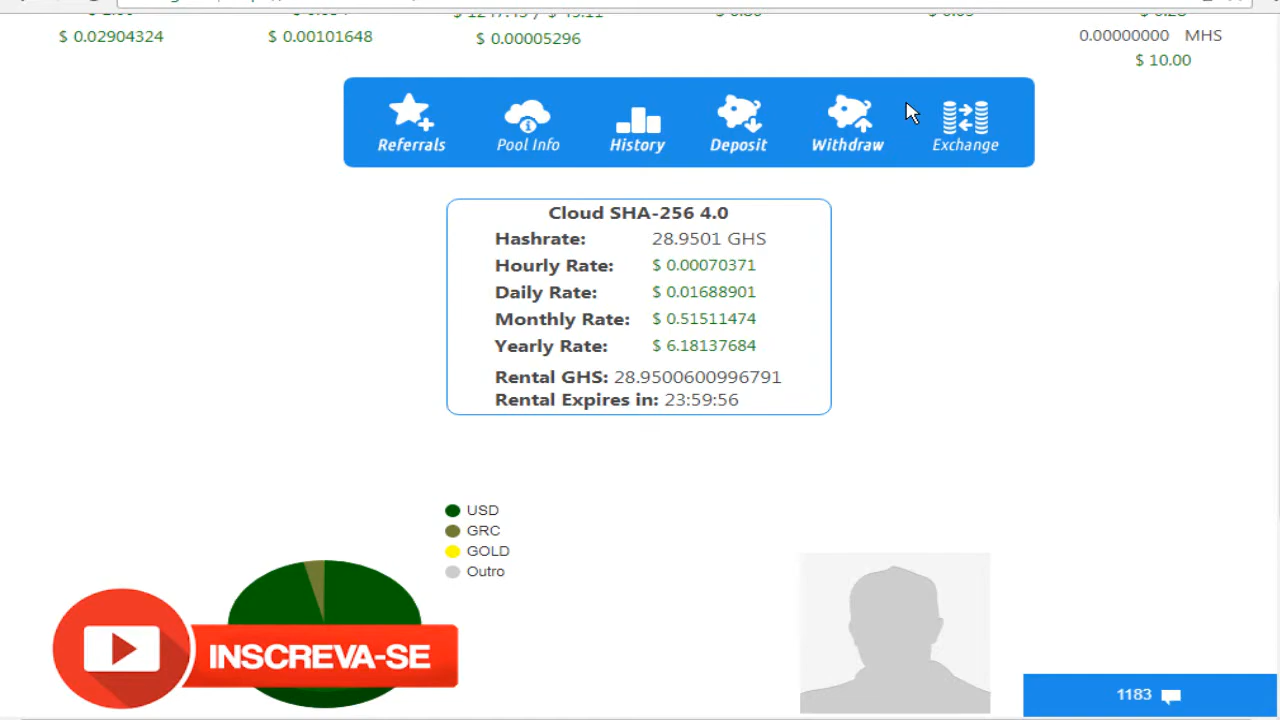 $ 0.02904324
$ 0.00101648
$ 0.00005296
0.00000000 MHS
$ 10.00
Referrals
Pool Info
History
Deposit
Withdraw
Exchange
Cloud SHA-256 4.0
Hashrate: 28.9501 GHS
Hourly Rate: $ 0.00070371
Daily Rate: $ 0.01688901
Monthly Rate: $ 0.51511474
Yearly Rate: $ 6.18137684
Rental GHS: 28.9500600996791
Rental Expires in: 23:59:56
USD
GRC
GOLD
Outro
INSCREVA-SE
1183